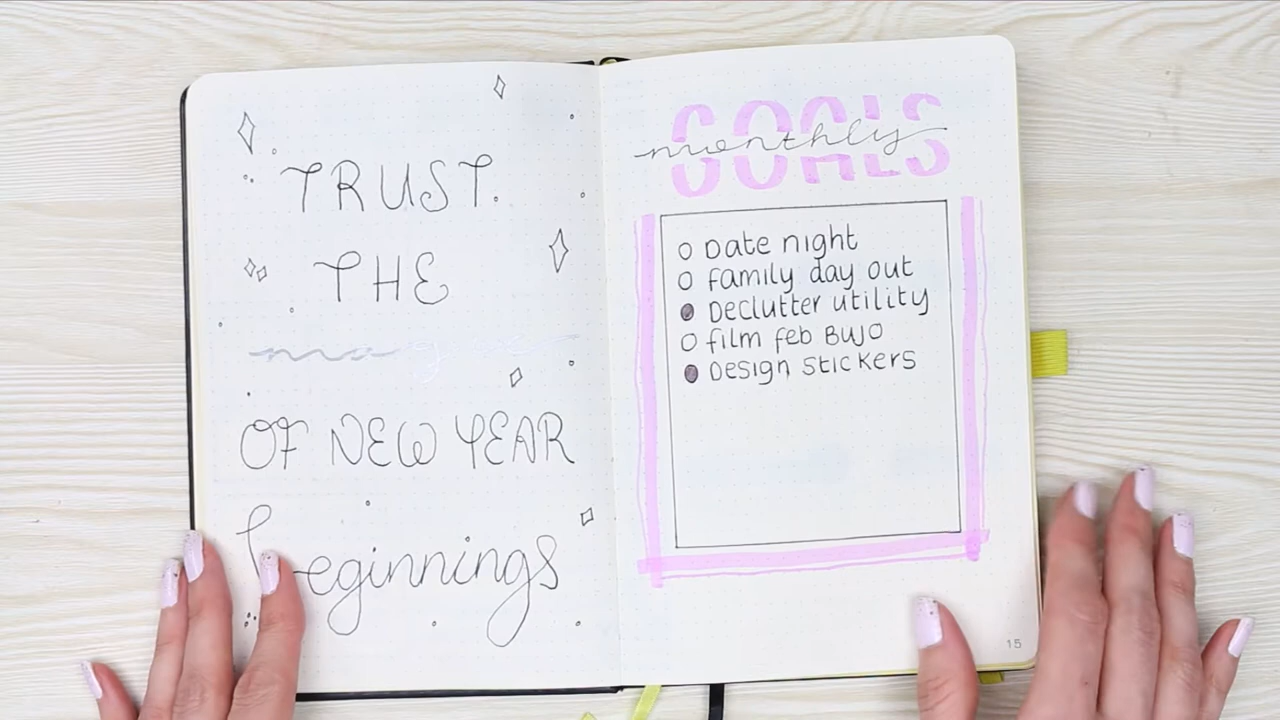 TRUST
THE
magic
OF NEW YEAR
beginnings
GOALS
monthly
Date night
family day out
Declutter utility
film feb BUJO
Design stickers
15